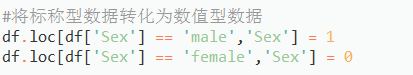 #将标称型数据转化为数值型数据
df.loc[df['Sex'] == 'male','Sex'] = 1
df.loc[df['Sex'] == 'female','Sex'] = 0